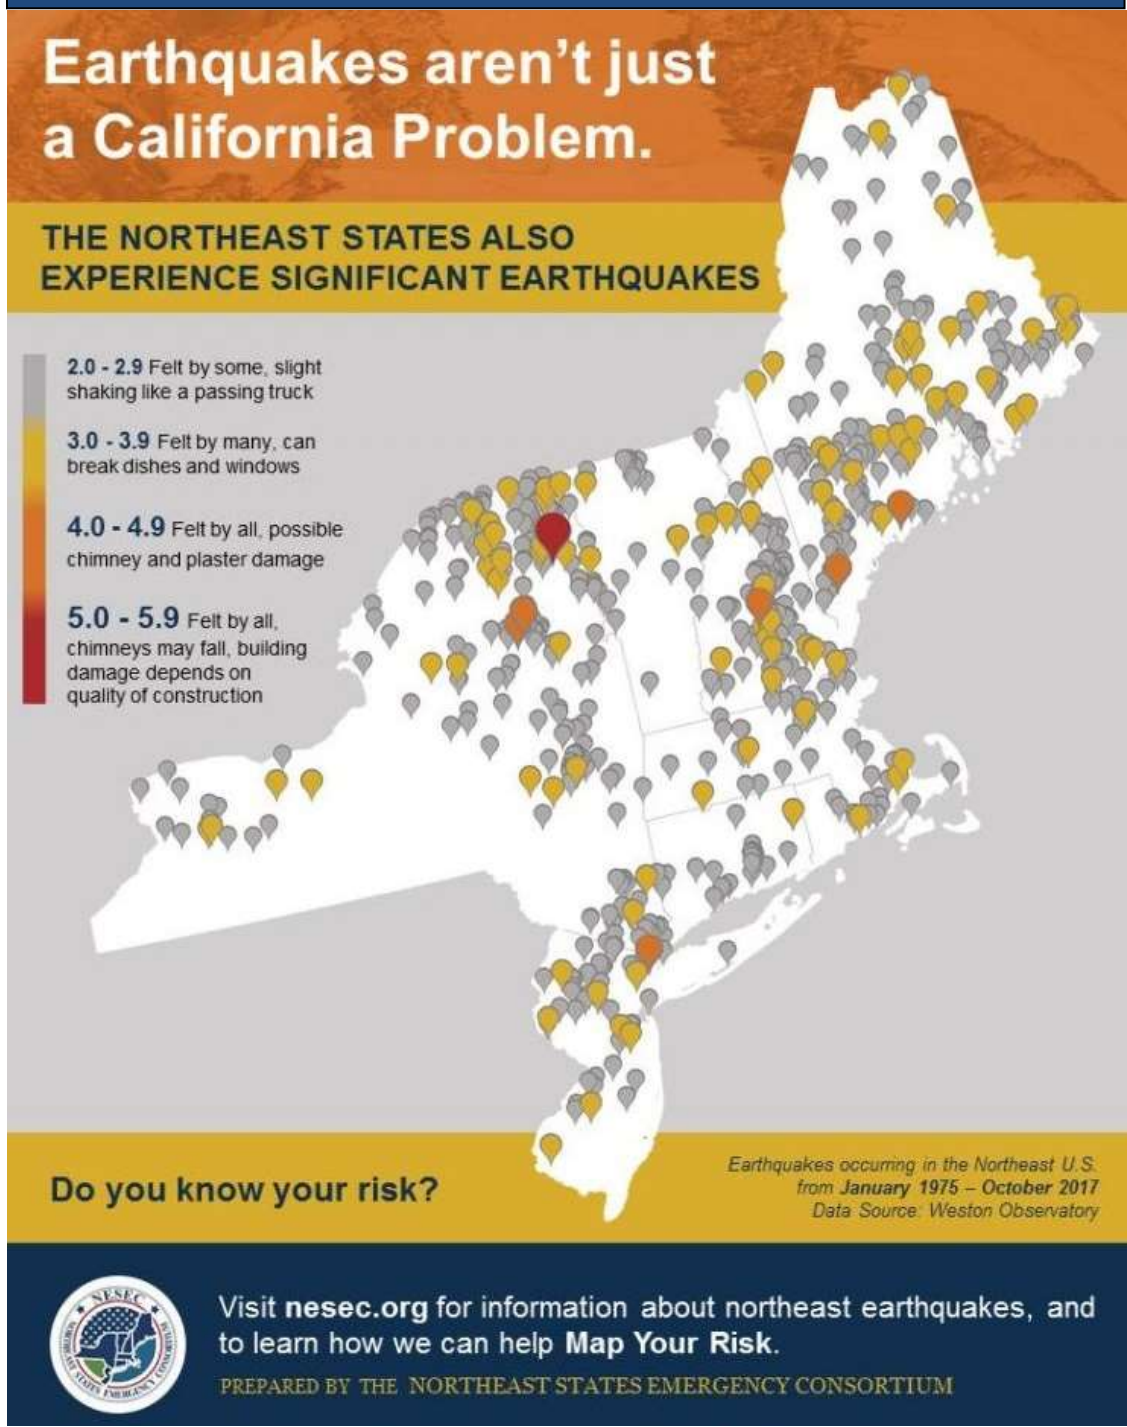 Earthquakes aren't just
a California Problem.
THE NORTHEAST STATES ALSO
EXPERIENCE SIGNIFICANT EARTHQUAKES
2.0 - 2.9 Felt by some, slight
shaking like a passing truck
3.0 - 3.9 Felt by many, can
break dishes and windows
4.0 - 4.9 Felt by all, possible
chimney and plaster damage
5.0 - 5.9 Felt by all,
chimneys may fall, building
damage depends on
quality of construction
Do you know your risk?
Earthquakes occurring in the Northeast U.S.
from January 1975 – October 2017
Data Source: Weston Observatory
NESEC
NORTHEAST STATES EMERGENCY CONSORTIUM
Visit nesec.org for information about northeast earthquakes, and
to learn how we can help Map Your Risk.
PREPARED BY THE NORTHEAST STATES EMERGENCY CONSORTIUM